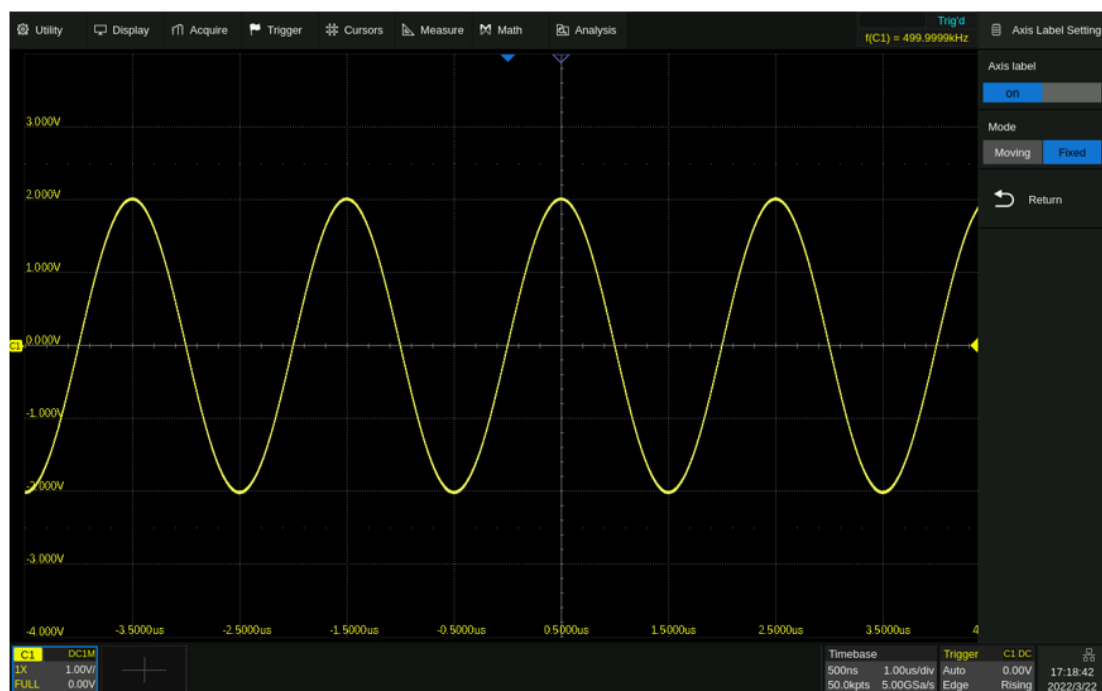 Utility Display Acquire Trigger Cursors Measure Math Analysis
Trig'd
f(C1) = 499.9999kHz
Axis Label Setting
Axis label
on
Mode
Moving Fixed
Return
3.000V
2.000V
1.000V
C1 0.000V
-1.000V
-2.000V
-3.000V
-4.000V -3.5000us -2.5000us -1.5000us -0.5000us 0.5000us 1.5000us 2.5000us 3.5000us 4
C1 DC1M
1X 1.00V/
FULL 0.00V
Timebase
500ns 1.00us/div
50.0kpts 5.00GSa/s
Trigger C1 DC
Auto 0.00V
Edge Rising
17:18:42
2022/3/22